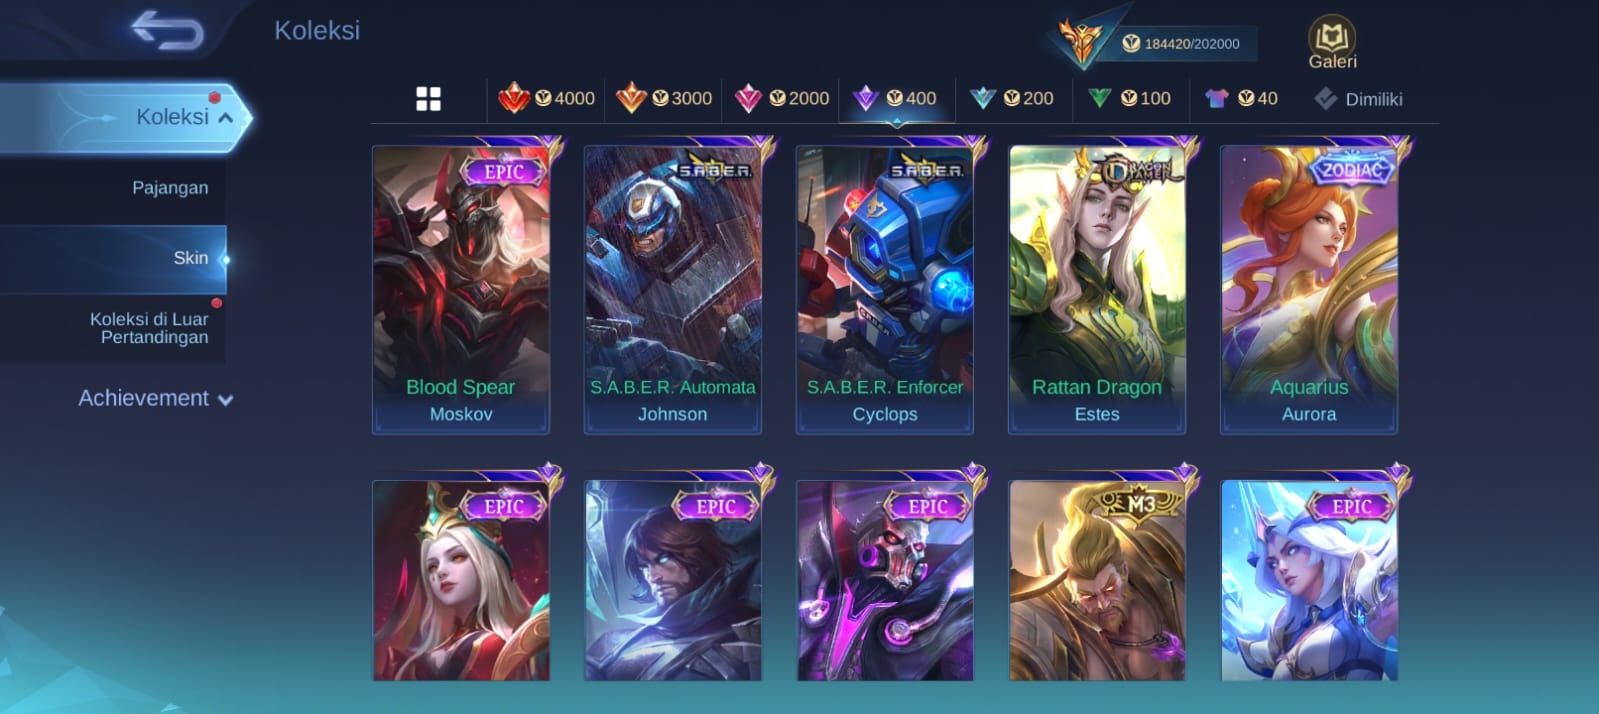 Koleksi
184420/202000
Galeri
4000
3000
2000
400
200
100
40
Dimiliki
Koleksi
Pajangan
Skin
Koleksi di Luar
Pertandingan
Achievement
EPIC
Blood Spear
Moskov
S.A.B.E.R.
S.A.B.E.R. Automata
Johnson
S.A.B.E.R.
SABER
S.A.B.E.R. Enforcer
Cyclops
DRAGON
TAMER
Rattan Dragon
Estes
ZODIAC
Aquarius
Aurora
EPIC
EPIC
EPIC
M3
EPIC